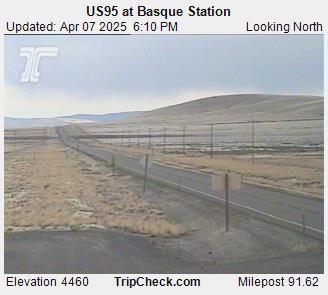 US95 at Basque Station
Updated: Apr 07 2025 6:10 PM Looking North
Elevation 4460 TripCheck.com Milepost 91.62